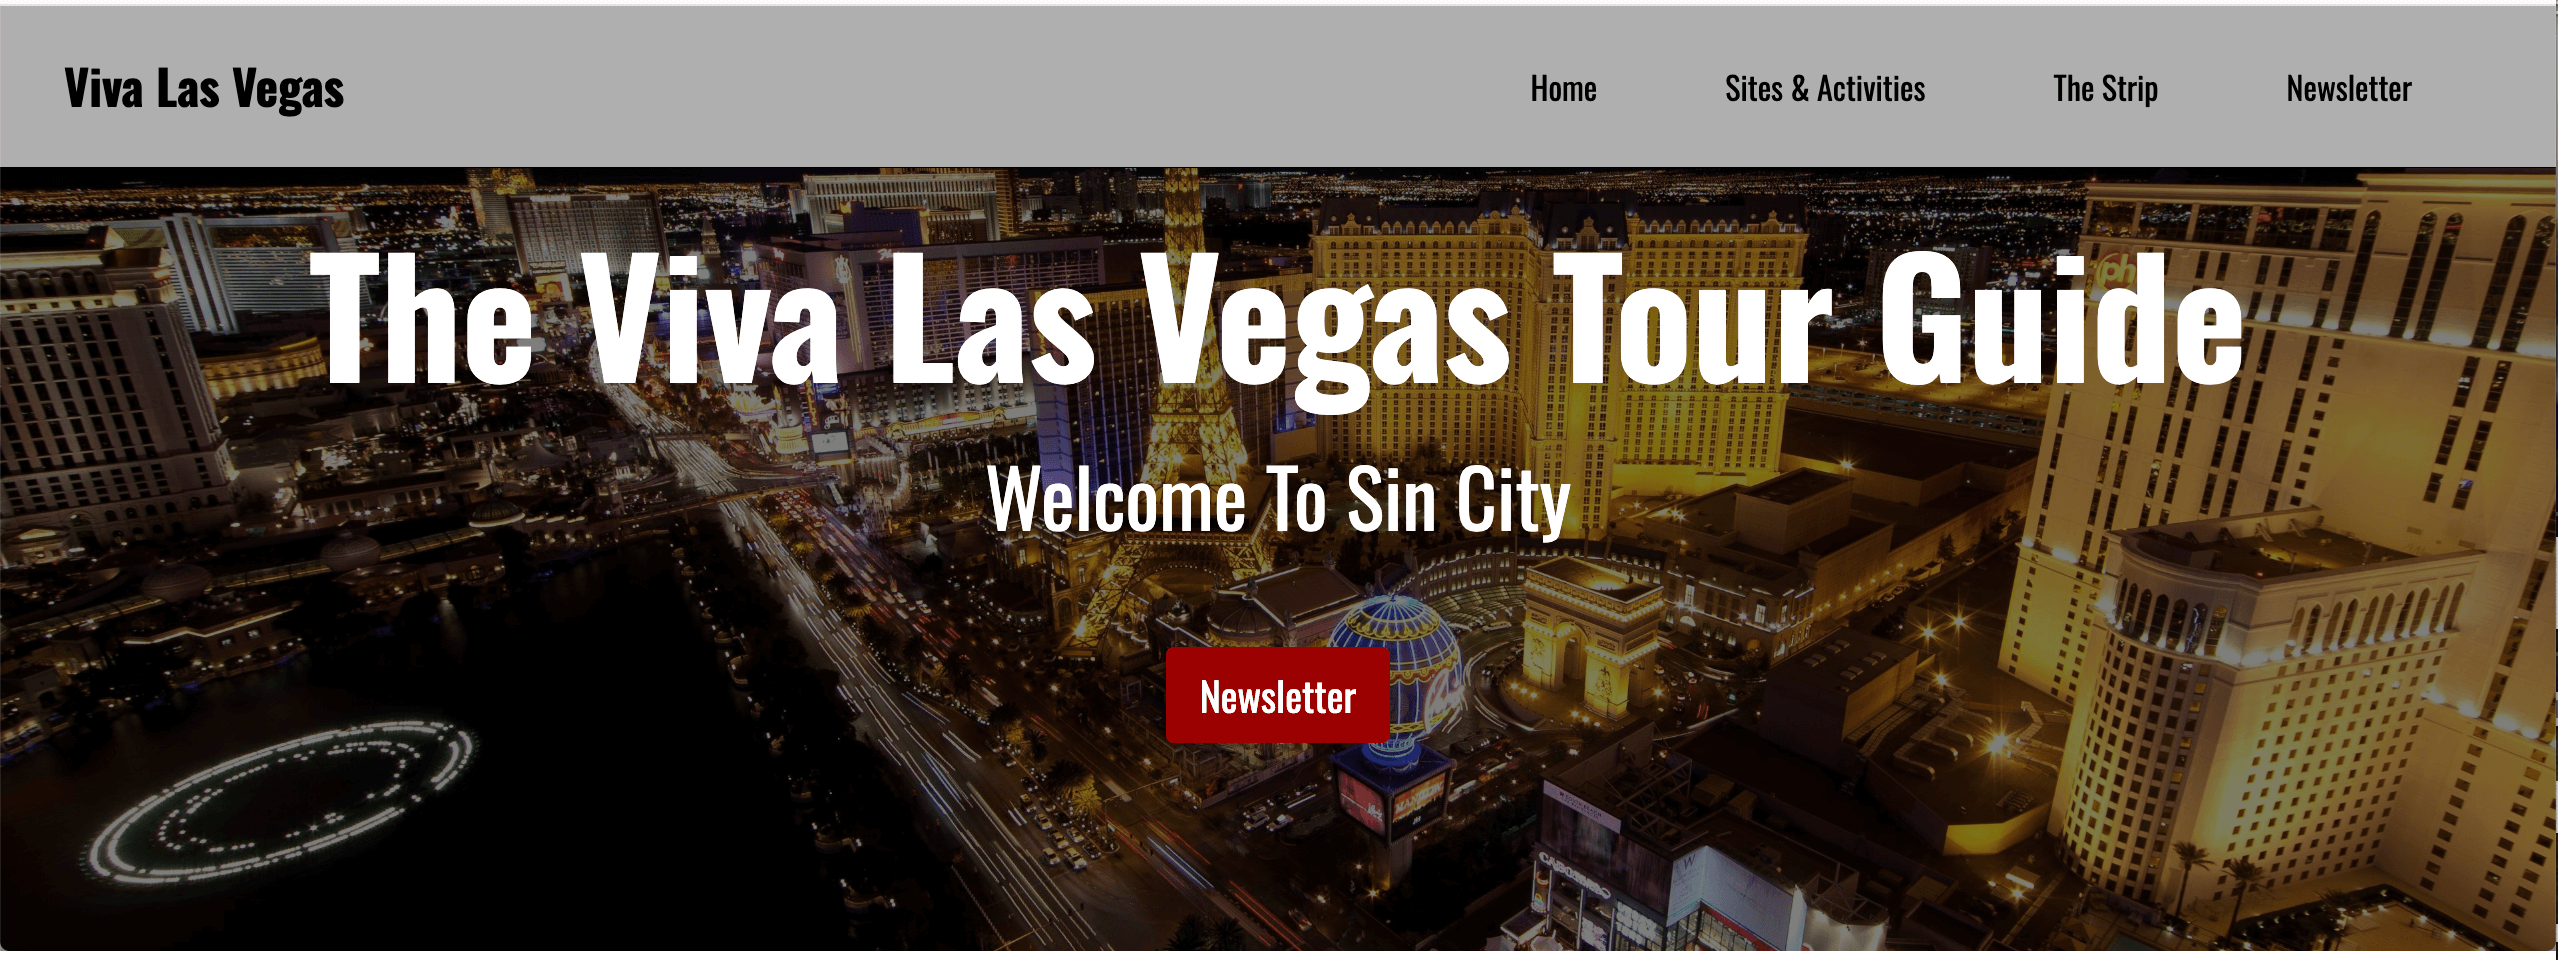 Viva Las Vegas
Home
Sites & Activities
The Strip
Newsletter
The Viva Las Vegas Tour Guide
Welcome To Sin City
Newsletter
ph